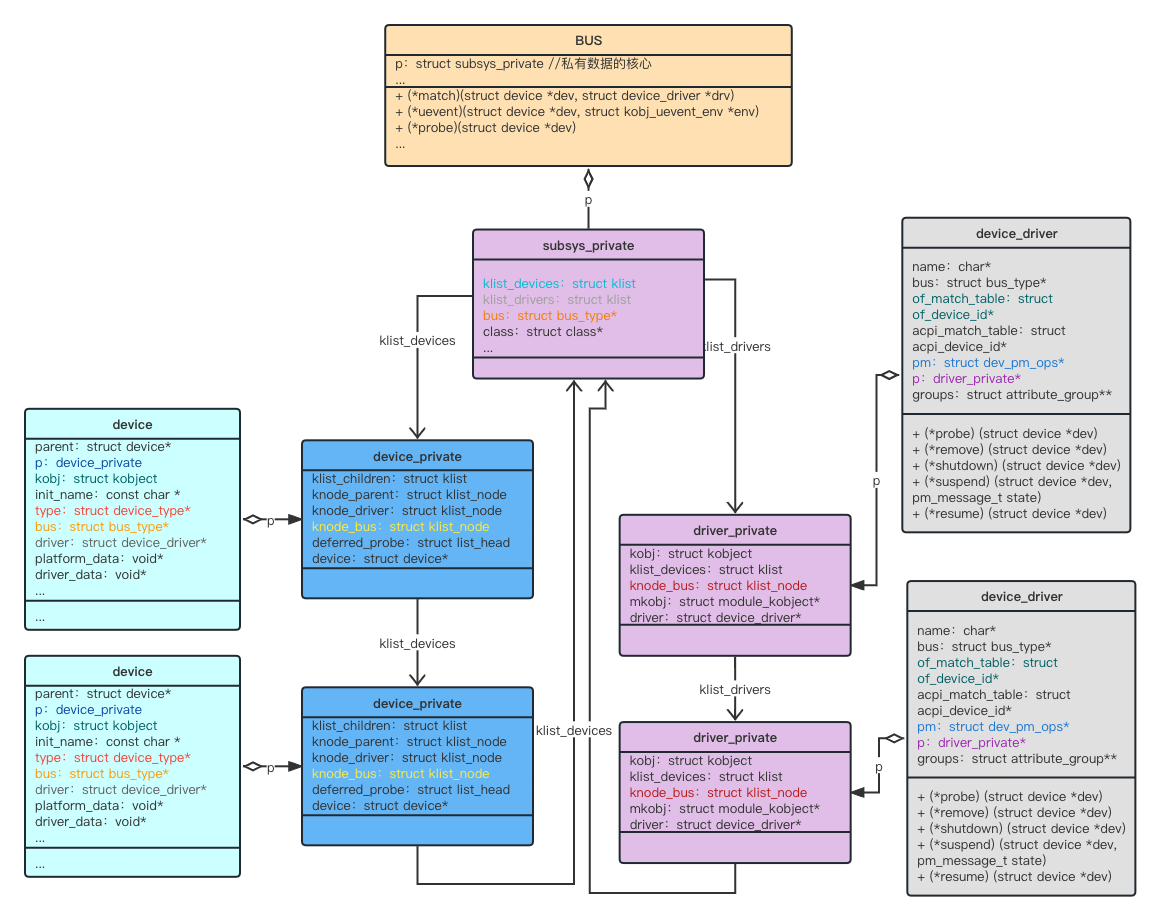 BUS
p：struct subsys_private //私有数据的核心
...
+ (*match)(struct device *dev, struct device_driver *drv)
+ (*uevent)(struct device *dev, struct kobj_uevent_env *env)
+ (*probe)(struct device *dev)
...
p
subsys_private
klist_devices：struct klist
klist_drivers：struct klist
bus：struct bus_type*
class：struct class*
...
klist_devices
klist_drivers
device_driver
name：char*
bus：struct bus_type*
of_match_table：struct
of_device_id*
acpi_match_table：struct
acpi_device_id*
pm：struct dev_pm_ops*
p：driver_private*
groups：struct attribute_group**
+ (*probe) (struct device *dev)
+ (*remove) (struct device *dev)
+ (*shutdown) (struct device *dev)
+ (*suspend) (struct device *dev,
pm_message_t state)
+ (*resume) (struct device *dev)
p
device
parent：struct device*
p：device_private
kobj：struct kobject
init_name：const char *
type：struct device_type*
bus：struct bus_type*
driver：struct device_driver*
platform_data：void*
driver_data：void*
...
...
p
device_private
klist_children：struct klist
knode_parent：struct klist_node
knode_driver：struct klist_node
knode_bus：struct klist_node
deferred_probe：struct list_head
device：struct device*
klist_devices
driver_private
kobj：struct kobject
klist_devices：struct klist
knode_bus：struct klist_node
mkobj：struct module_kobject*
driver：struct device_driver*
klist_drivers
device
parent：struct device*
p：device_private
kobj：struct kobject
init_name：const char *
type：struct device_type*
bus：struct bus_type*
driver：struct device_driver*
platform_data：void*
driver_data：void*
...
...
p
device_private
klist_children：struct klist
knode_parent：struct klist_node
knode_driver：struct klist_node
knode_bus：struct klist_node
deferred_probe：struct list_head
device：struct device*
klist_devices
driver_private
kobj：struct kobject
klist_devices：struct klist
knode_bus：struct klist_node
mkobj：struct module_kobject*
driver：struct device_driver*
p
device_driver
name：char*
bus：struct bus_type*
of_match_table：struct
of_device_id*
acpi_match_table：struct
acpi_device_id*
pm：struct dev_pm_ops*
p：driver_private*
groups：struct attribute_group**
+ (*probe) (struct device *dev)
+ (*remove) (struct device *dev)
+ (*shutdown) (struct device *dev)
+ (*suspend) (struct device *dev,
pm_message_t state)
+ (*resume) (struct device *dev)